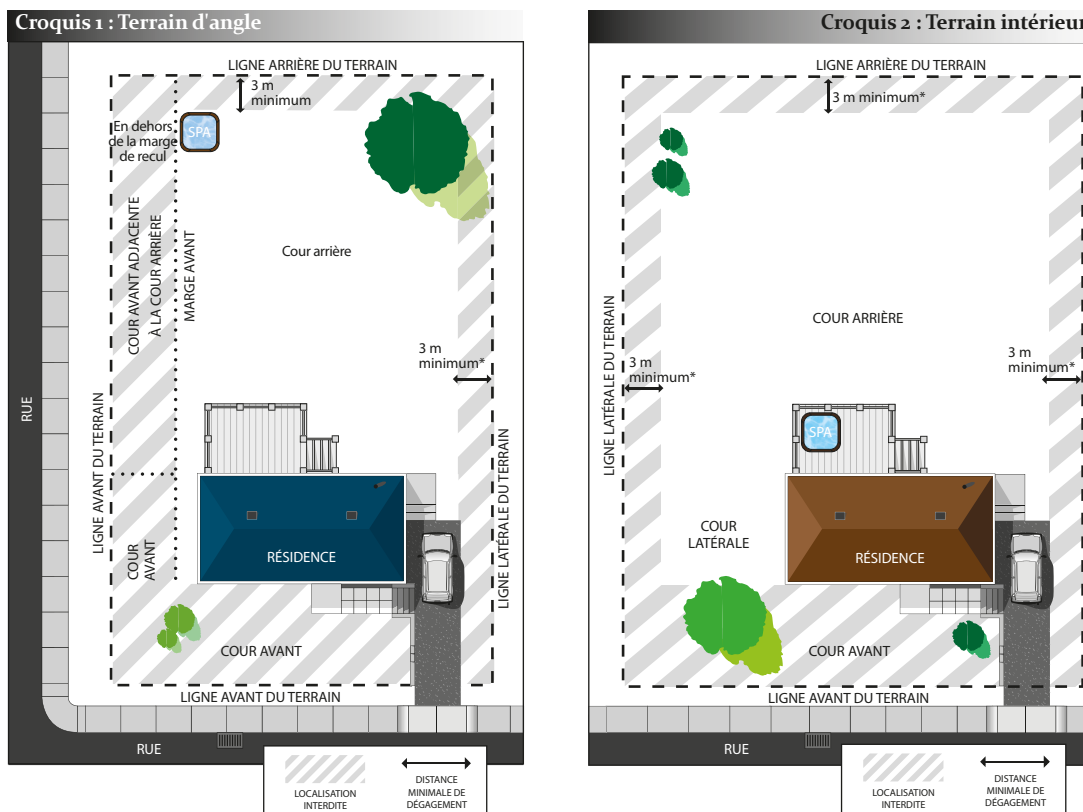 Croquis 1 : Terrain d'angle
LIGNE ARRIÈRE DU TERRAIN
3 m
minimum
En dehors
de la marge
de recul
SPA
COUR AVANT ADJACENTE
À LA COUR ARRIÈRE
MARGE AVANT
Cour arrière
3 m
minimum*
RUE
LIGNE AVANT DU TERRAIN
LIGNE LATÉRALE DU TERRAIN
COUR
AVANT
RÉSIDENCE
COUR AVANT
LIGNE AVANT DU TERRAIN
RUE
LOCALISATION
INTERDITE
DISTANCE
MINIMALE DE
DÉGAGEMENT
Croquis 2 : Terrain intérieur
LIGNE ARRIÈRE DU TERRAIN
3 m minimum*
LIGNE LATÉRALE DU TERRAIN
COUR ARRIÈRE
3 m
minimum*
3 m
minimum*
SPA
COUR
LATÉRALE
RÉSIDENCE
COUR AVANT
LIGNE AVANT DU TERRAIN
RUE
LOCALISATION
INTERDITE
DISTANCE
MINIMALE DE
DÉGAGEMENT